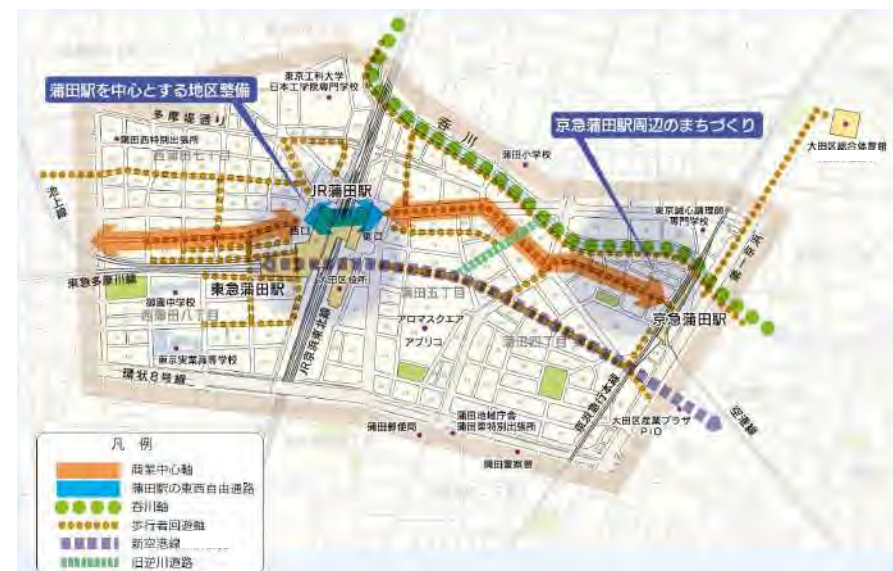 東京工科大学
日本工学院専門学校
蒲田駅を中心とする地区整備
多摩堤通り
呑川
京急蒲田駅周辺のまちづくり
大田区総合体育館
蒲田西特別出張所
西蒲田七丁目
蒲田小学校
JR蒲田駅
池上線
東京誠心調理師
専門学校
第一京浜
西口
東口
東急多摩川線
東急蒲田駅
大田区役所
蒲田五丁目
御園中学校
西蒲田八丁目
アロマスクエア
アプリコ
蒲田四丁目
京急蒲田駅
東京実業高等学校
JR京浜東北線
環状8号線
京浜急行本線
大田区産業プラザ
PiO
空港線
蒲田郵便局
蒲田地域庁舎
蒲田東特別出張所
蒲田警察署
凡例
商業中心軸
蒲田駅の東西自由通路
呑川軸
歩行者回遊軸
新空港線
旧逆川道路